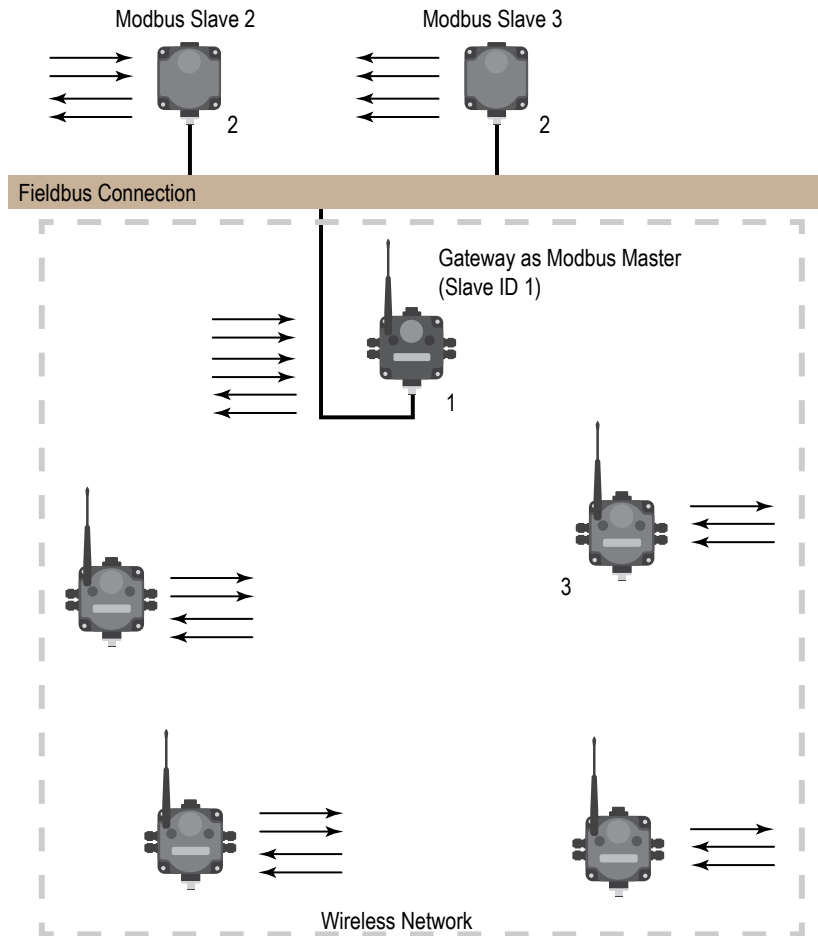 Modbus Slave 2
Modbus Slave 3
2
2
Fieldbus Connection
Gateway as Modbus Master
(Slave ID 1)
1
3
Wireless Network